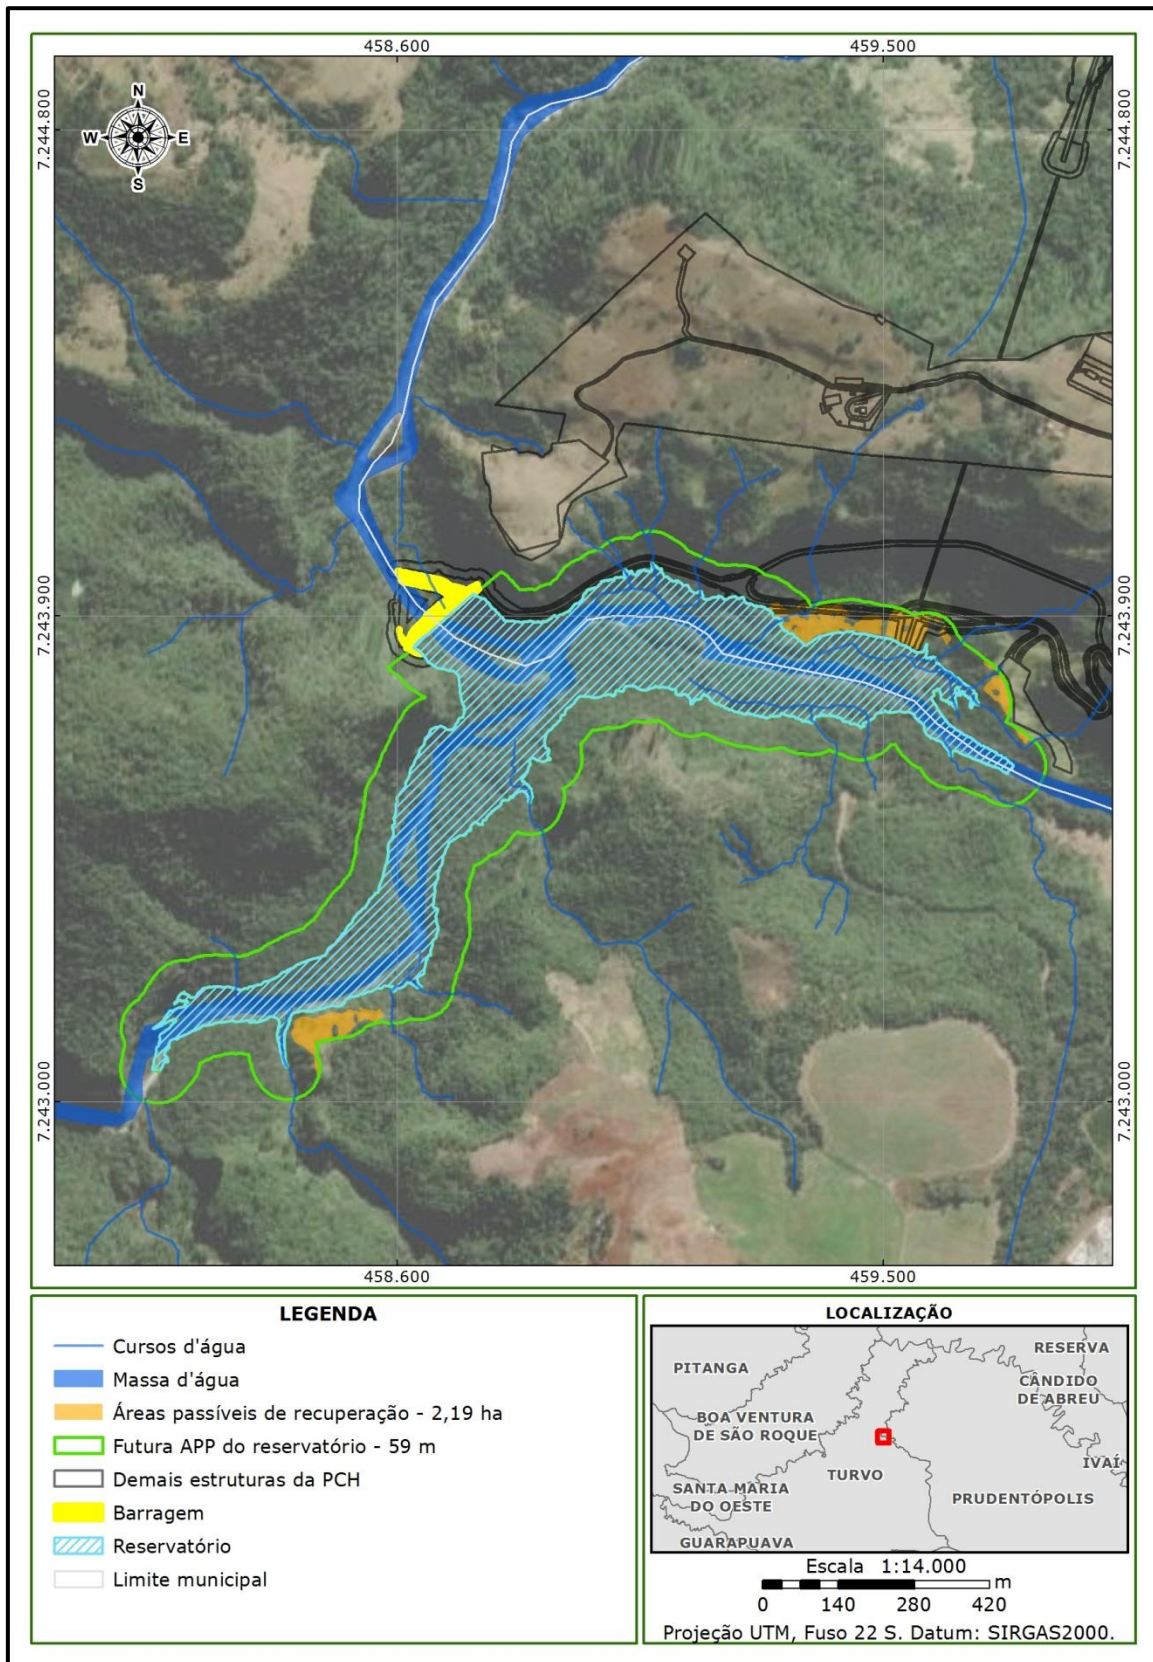 458.600
459.500
7.244.800
7.244.800
N
W
E
S
7.243.900
7.243.900
7.243.000
7.243.000
458.600
459.500
LEGENDA
Cursos d'água
Massa d'água
Áreas passíveis de recuperação - 2,19 ha
Futura APP do reservatório - 59 m
Demais estruturas da PCH
Barragem
Reservatório
Limite municipal
LOCALIZAÇÃO
RESERVA
PITANGA
CÂNDIDO
DE ABREU
BOA VENTURA
DE SÃO ROQUE
IVAÍ
TURVO
SANTA MARIA
DO OESTE
PRUDENTÓPOLIS
GUARAPUAVA
Escala 1:14.000
m
0 140 280 420
Projeção UTM, Fuso 22 S. Datum: SIRGAS2000.